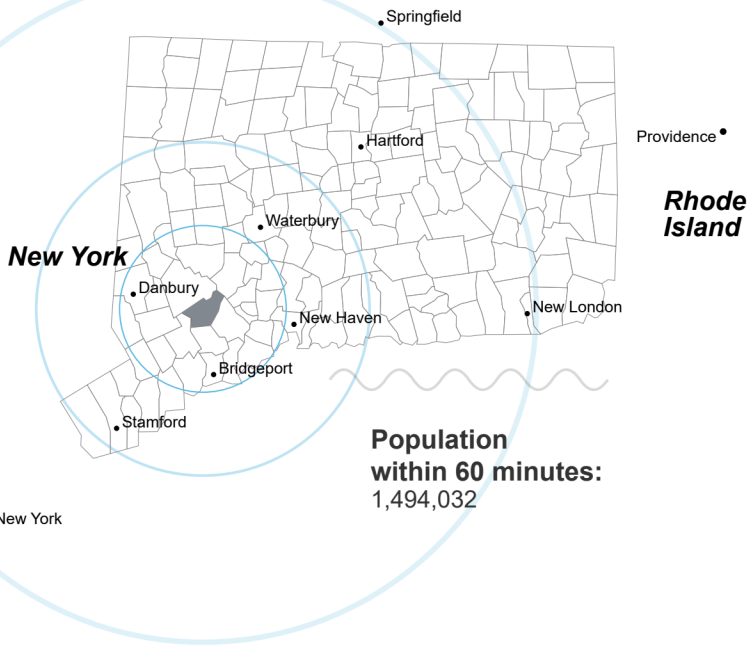 Springfield
Providence
Hartford
Rhode
Island
Waterbury
New York
Danbury
New London
New Haven
Bridgeport
Stamford
Population
within 60 minutes:
1,494,032
New York